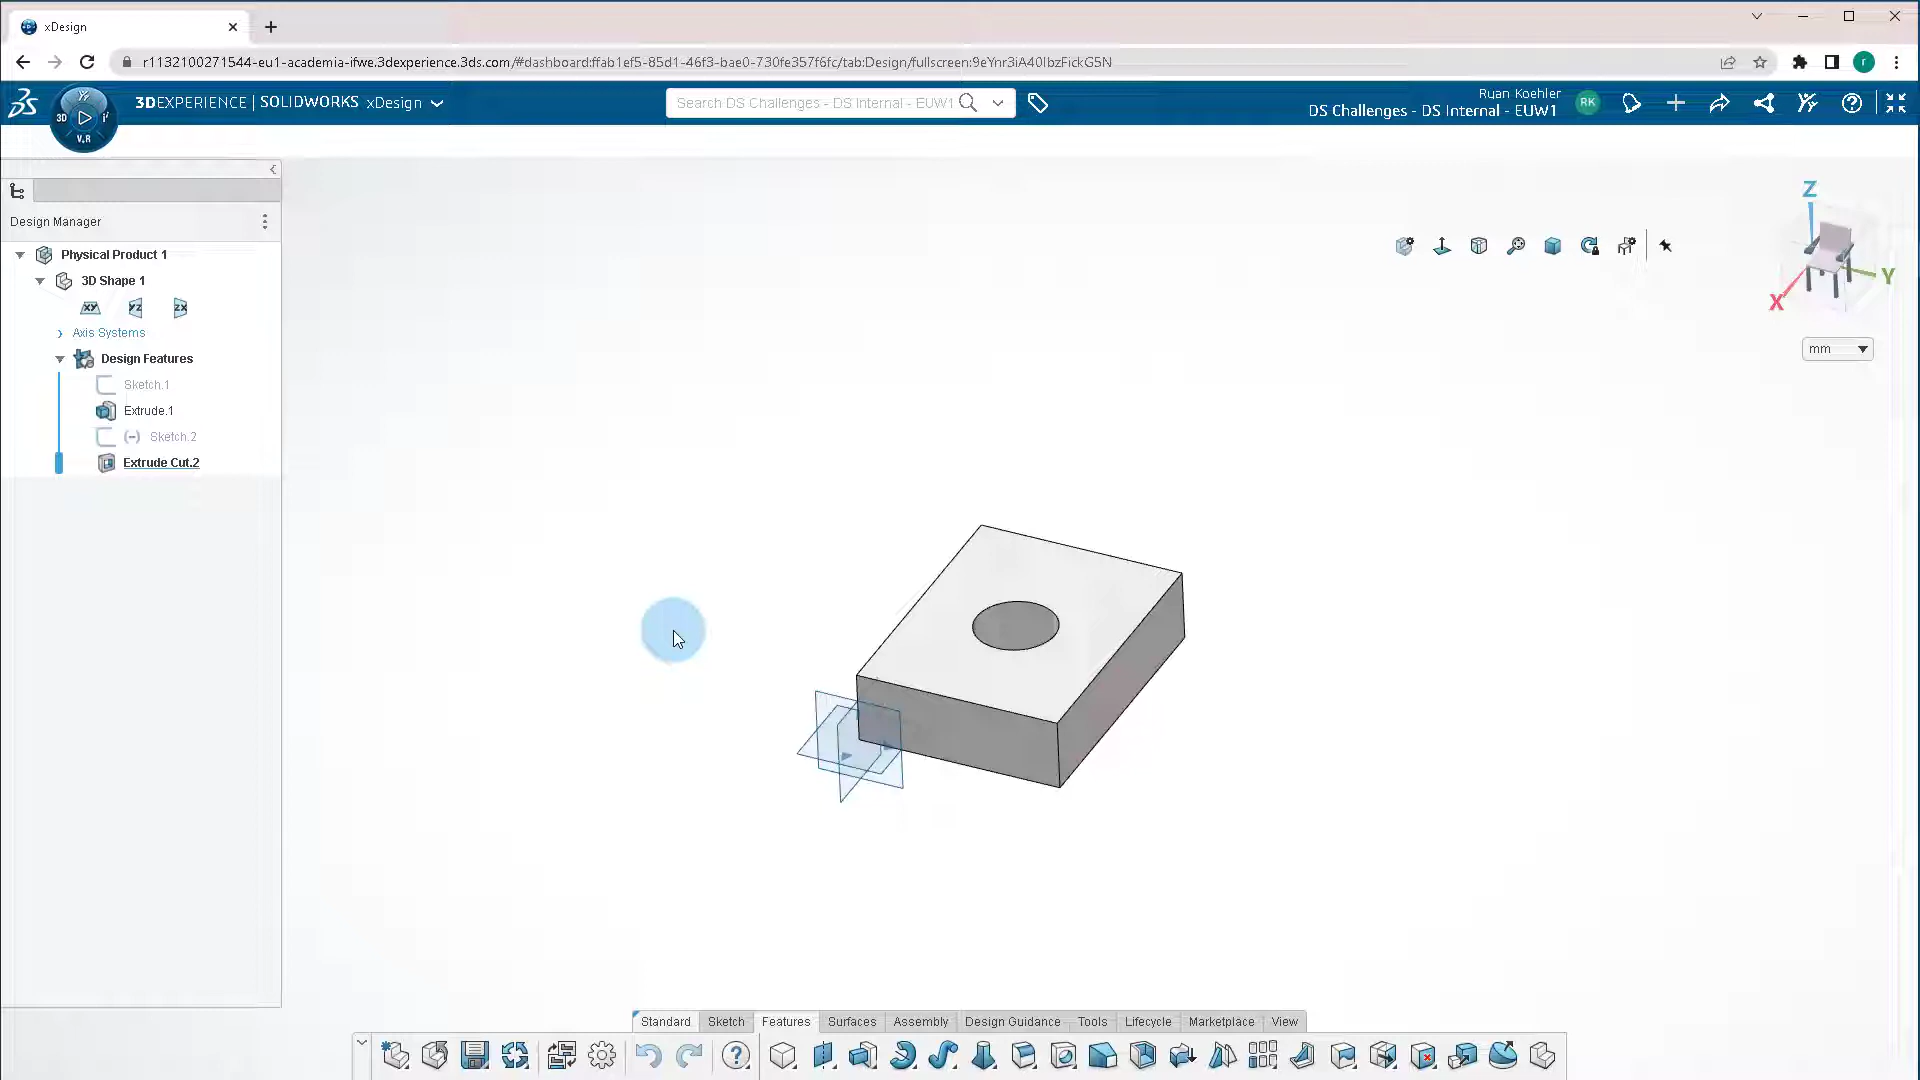 xDesign
r1132100271544-eu1-academia-ifwe.3dexperience.3ds.com/#dashboard:ffab1ef5-85d1-46f3-bae0-730fe357f6fc/tab:Design/fullscreen:9eYnr3iA40IbzFickG5N
r
3DEXPERIENCE | SOLIDWORKS xDesign
3D
V.R
Search DS Challenges - DS Internal - EUW1
Ryan Koehler
DS Challenges - DS Internal - EUW1
RK
Design Manager
Physical Product 1
3D Shape 1
XY YZ ZX
Axis Systems
Design Features
Sketch.1
Extrude.1
(-) Sketch.2
Extrude Cut.2
Z
Y
X
mm
Standard Sketch Features Surfaces Assembly Design Guidance Tools Lifecycle Marketplace View